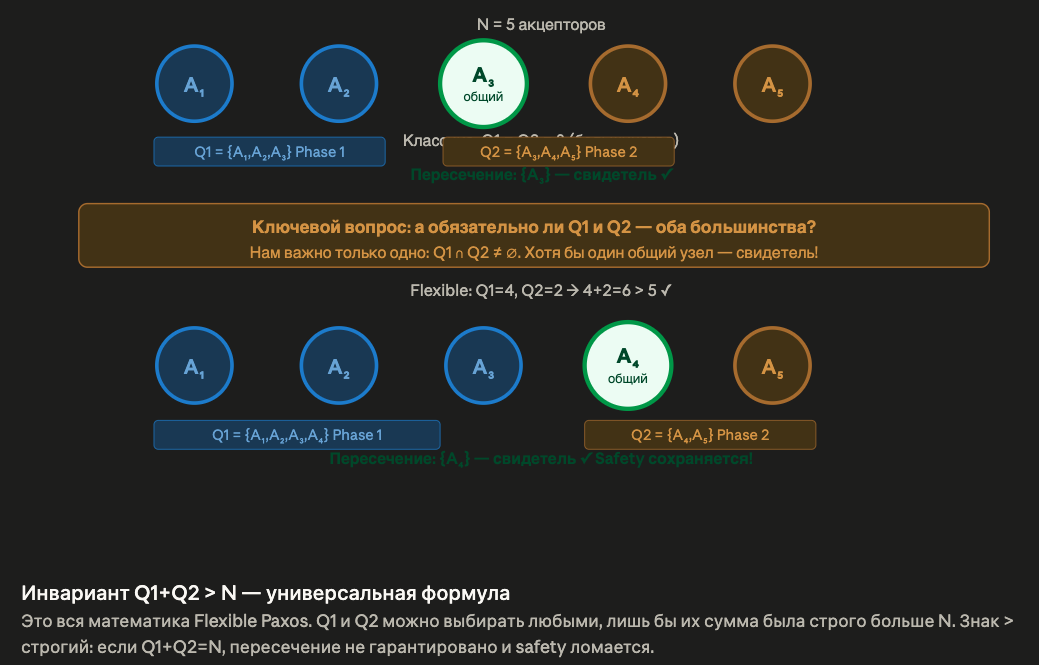 N = 5 акцепторов
A₁ A₂ A₃ A₄ A₅
общий
Q1 = {A₁,A₂,A₃} Phase 1 Q2 = {A₃,A₄,A₅} Phase 2
Пересечение: {A₃} — свидетель ✓
Ключевой вопрос: а обязательно ли Q1 и Q2 — оба большинства?
Нам важно только одно: Q1 ∩ Q2 ≠ ∅. Хотя бы один общий узел — свидетель!
Flexible: Q1=4, Q2=2 → 4+2=6 > 5 ✓
A₁ A₂ A₃ A₄ A₅
общий
Q1 = {A₁,A₂,A₃,A₄} Phase 1 Q2 = {A₄,A₅} Phase 2
Пересечение: {A₄} — свидетель ✓ Safety сохраняется!
Инвариант Q1+Q2 > N — универсальная формула
Это вся математика Flexible Paxos. Q1 и Q2 можно выбирать любыми, лишь бы их сумма была строго больше N. Знак >
строгий: если Q1+Q2=N, пересечение не гарантировано и safety ломается.